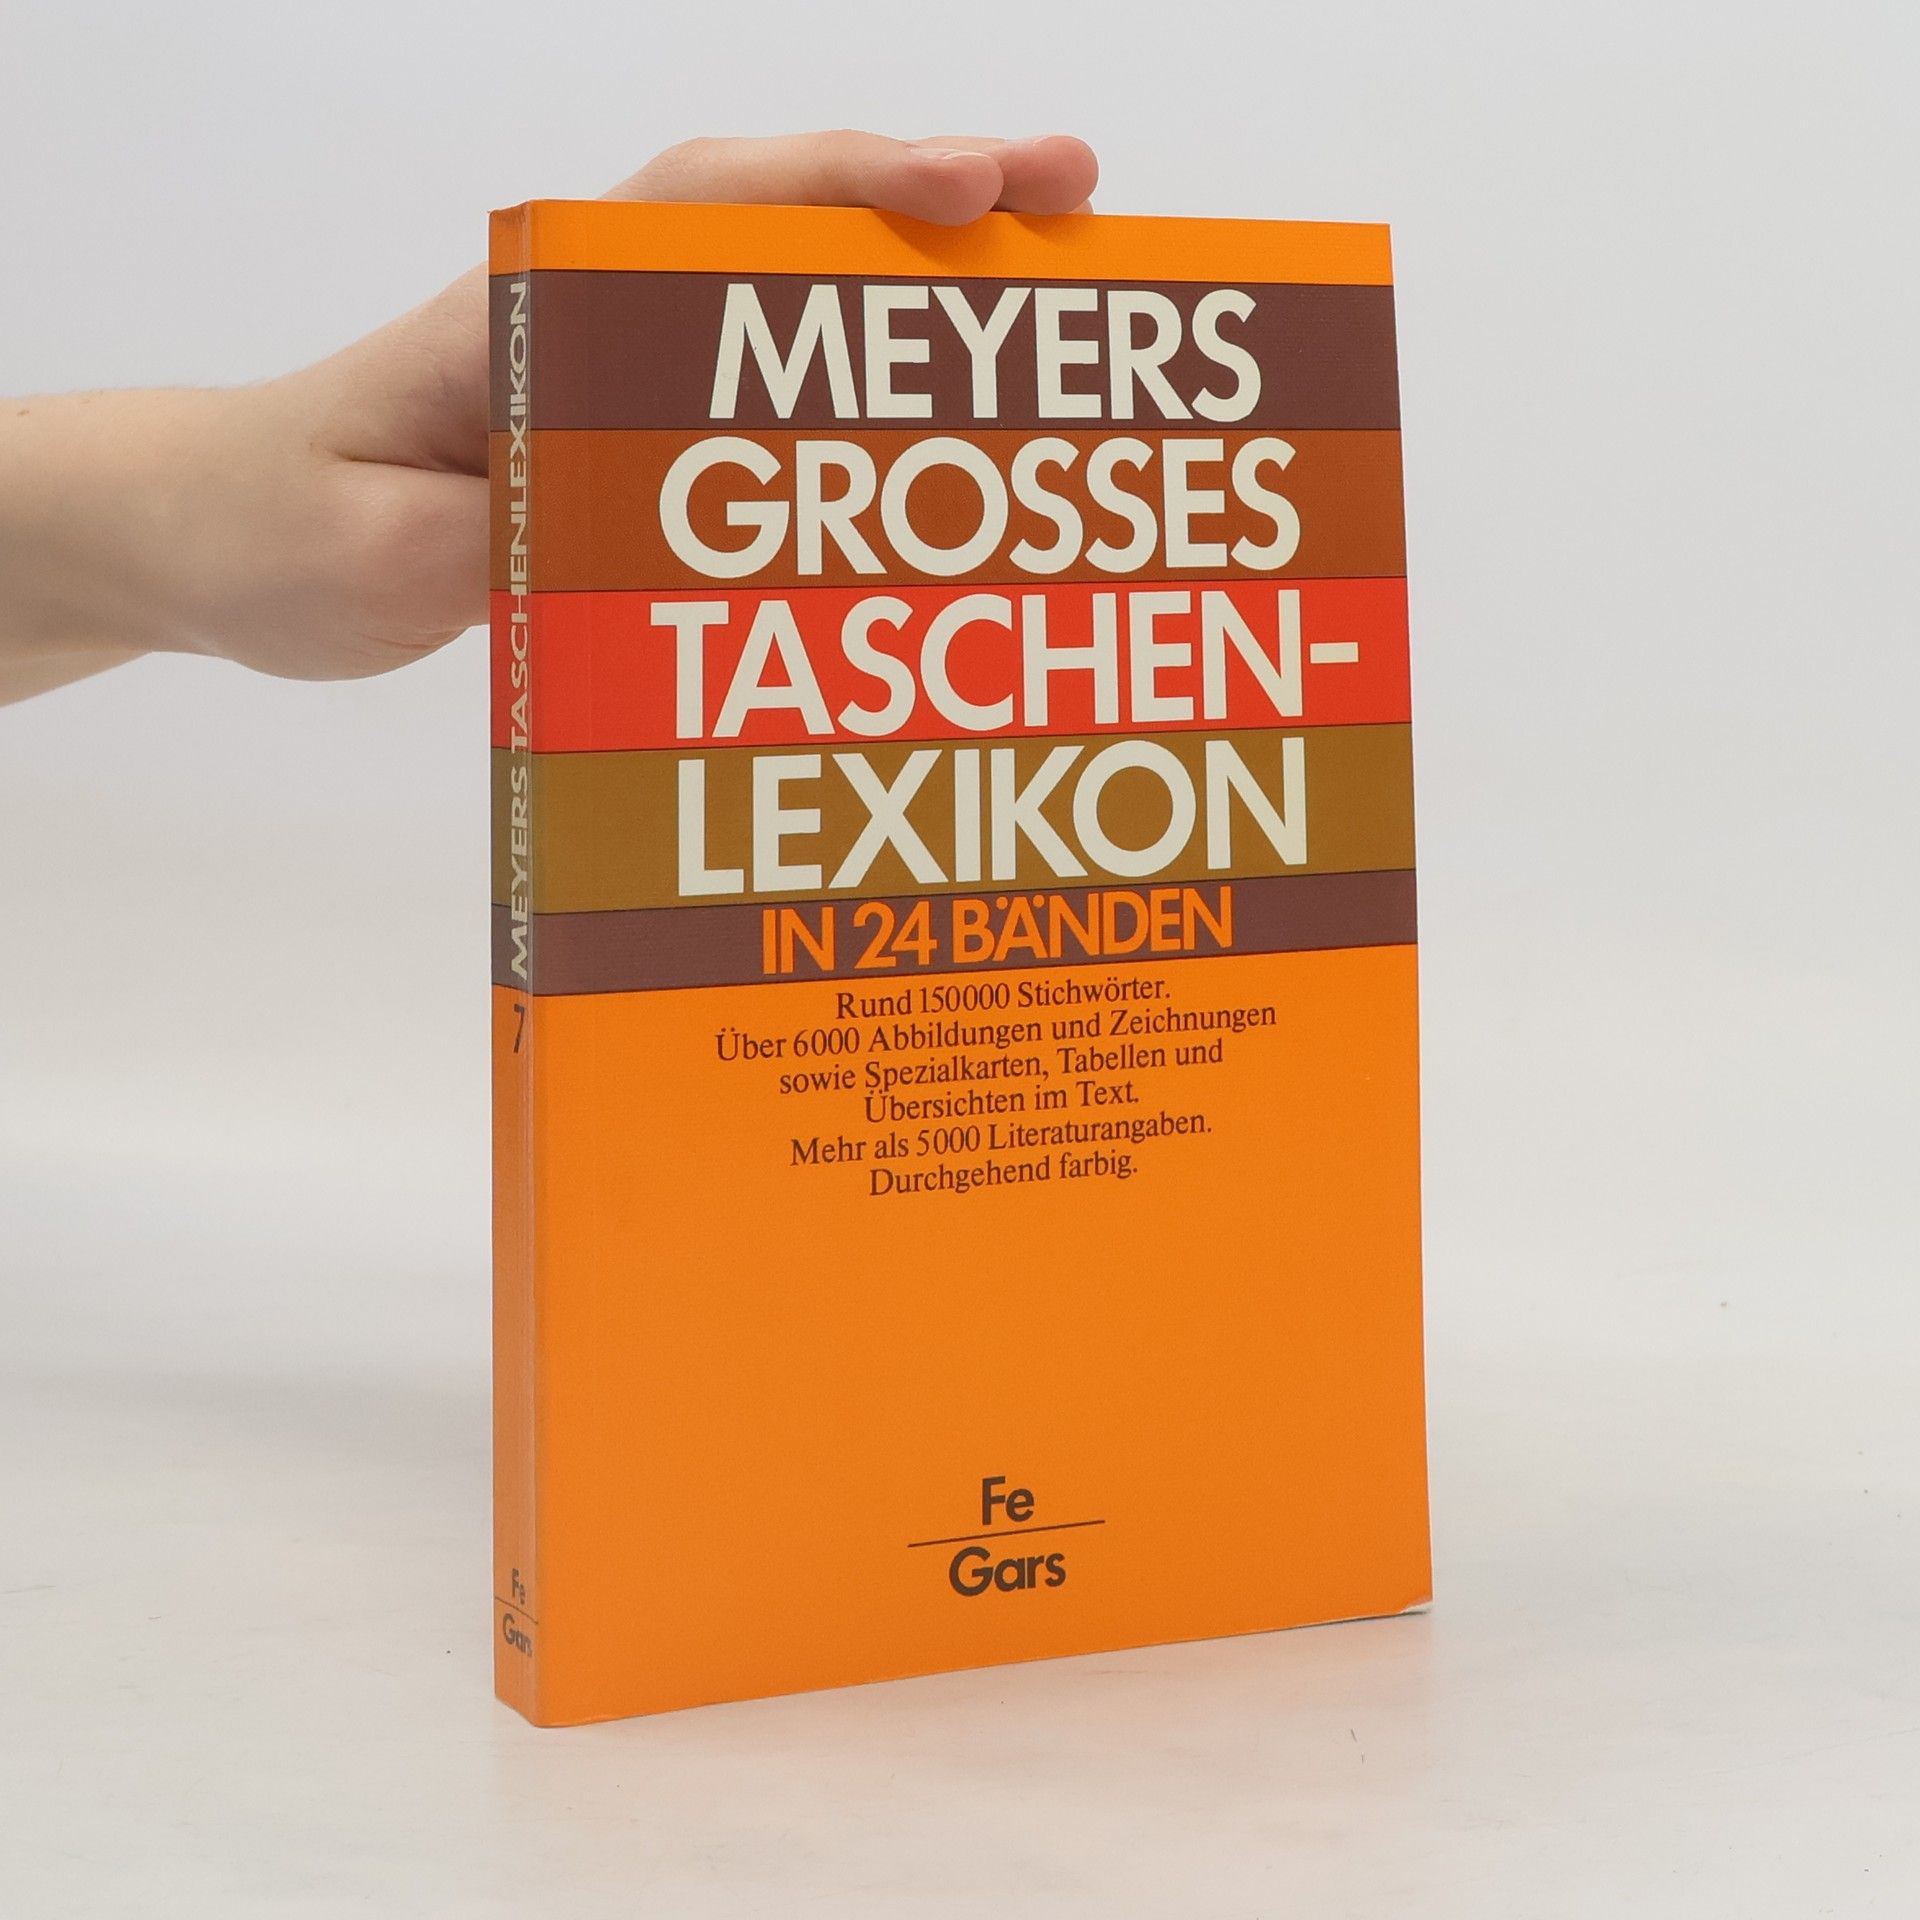 MEYERS
GROSSES
TASCHEN-
LEXIKON
IN 24 BÄNDEN
Rund 150000 Stichwörter.
Über 6000 Abbildungen und Zeichnungen
sowie Spezialkarten, Tabellen und
Übersichten im Text.
Mehr als 5000 Literaturangaben.
Durchgehend farbig.
Fe
Gars
MEYERS TASCHENLEXIKON
7
Fe
Gars